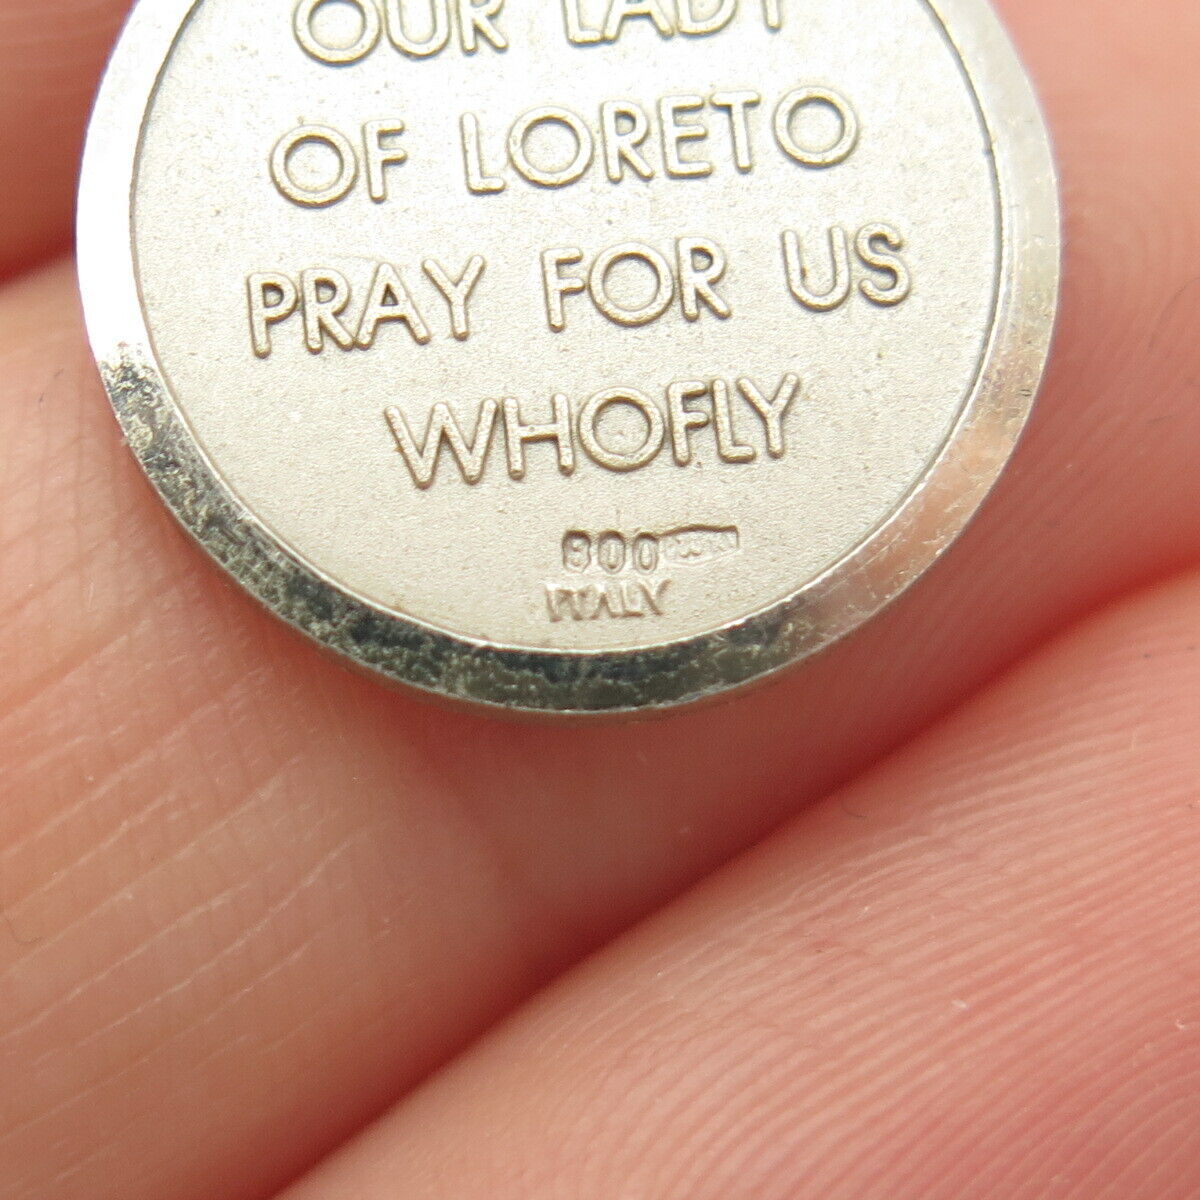 OUR LADY
OF LORETO
PRAY FOR US
WHOFLY
800
ITALY